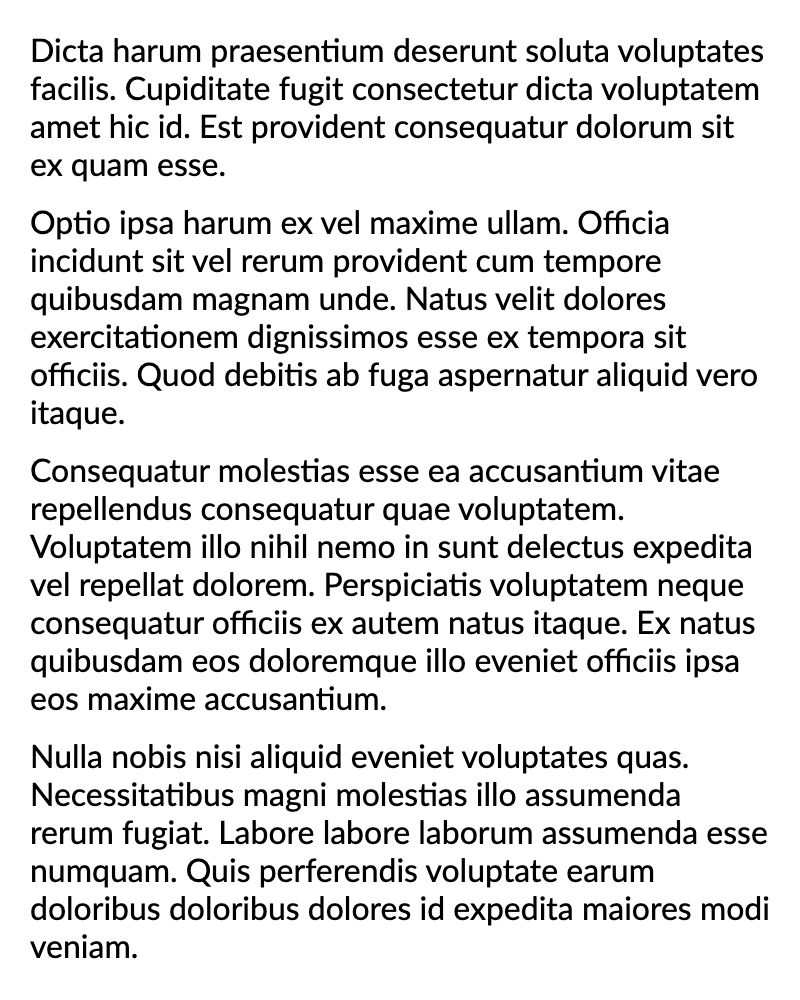 Dicta harum praesentium deserunt soluta voluptates
facilis. Cupiditate fugit consectetur dicta voluptatem
amet hic id. Est provident consequatur dolorum sit
ex quam esse.
Optio ipsa harum ex vel maxime ullam. Officia
incidunt sit vel rerum provident cum tempore
quibusdam magnam unde. Natus velit dolores
exercitationem dignissimos esse ex tempora sit
officiis. Quod debitis ab fuga aspernatur aliquid vero
itaque.
Consequatur molestias esse ea accusantium vitae
repellendus consequatur quae voluptatem.
Voluptatem illo nihil nemo in sunt delectus expedita
vel repellat dolorem. Perspiciatis voluptatem neque
consequatur officiis ex autem natus itaque. Ex natus
quibusdam eos doloremque illo eveniet officiis ipsa
eos maxime accusantium.
Nulla nobis nisi aliquid eveniet voluptates quas.
Necessitatibus magni molestias illo assumenda
rerum fugiat. Labore labore laborum assumenda esse
numquam. Quis perferendis voluptate earum
doloribus doloribus dolores id expedita maiores modi
veniam.